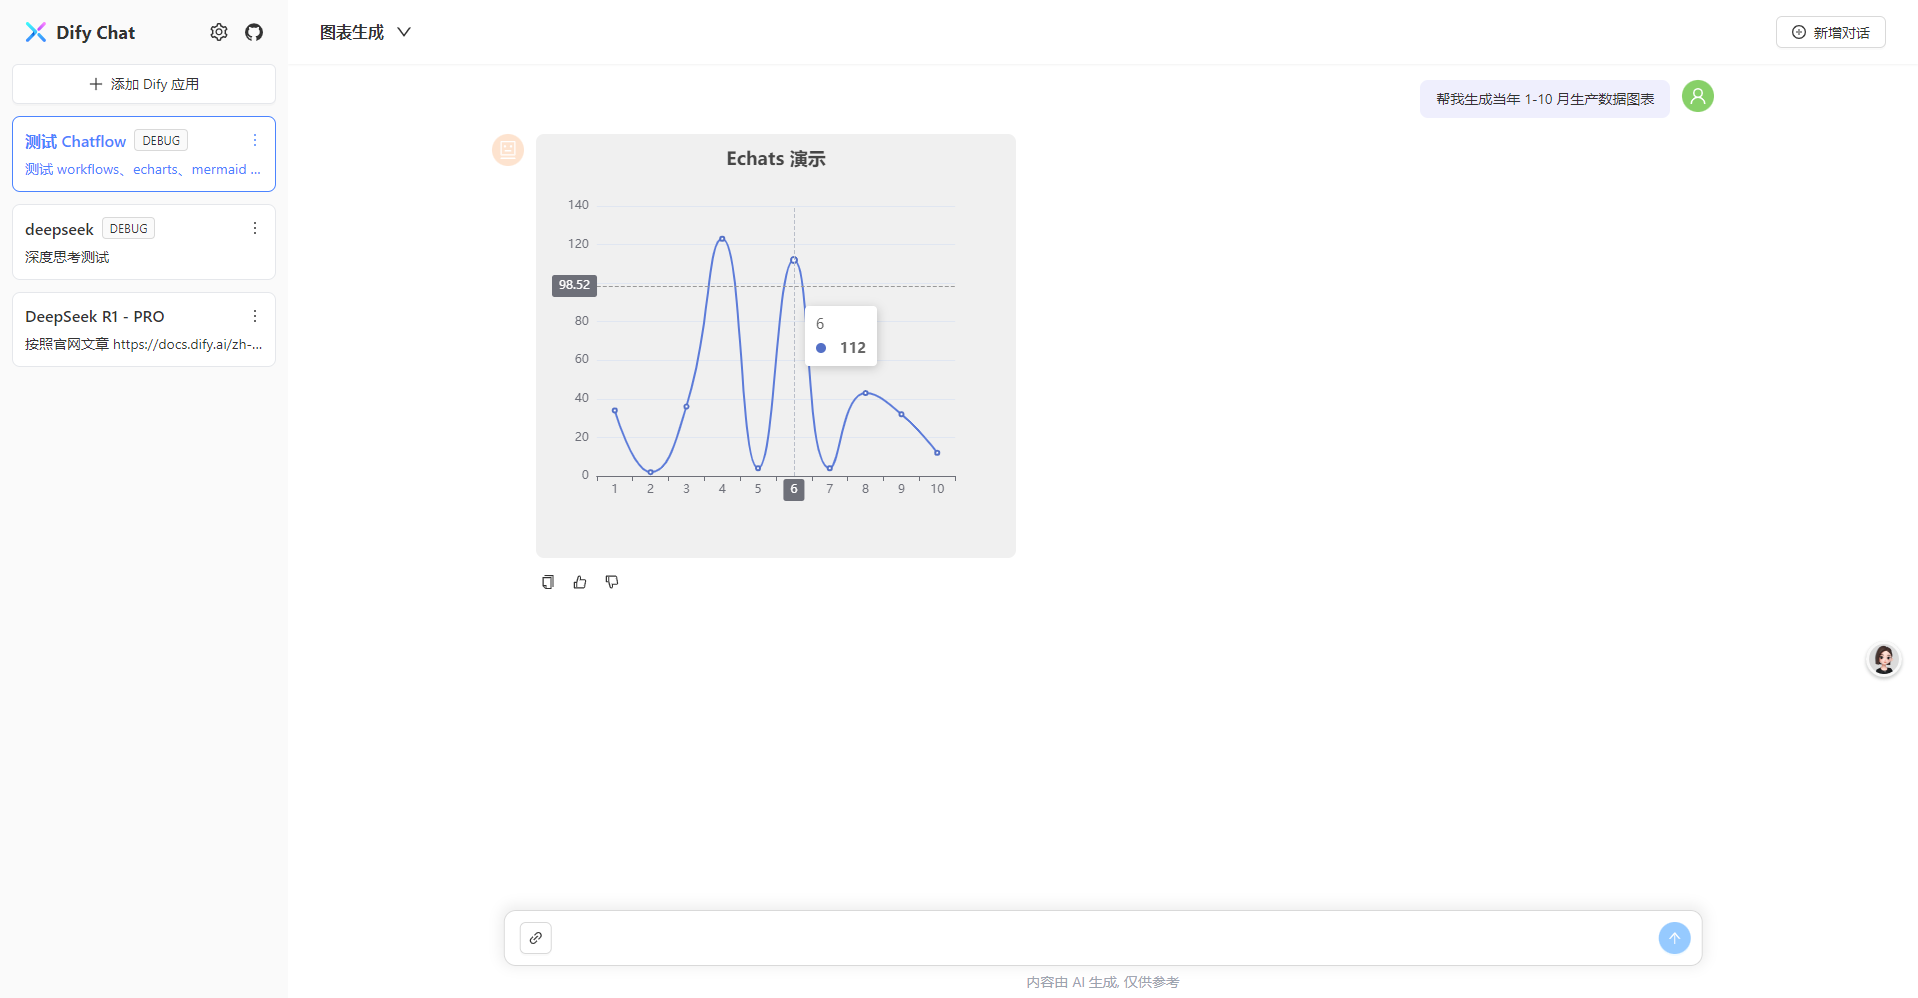 Dify Chat
添加 Dify 应用
测试 Chatflow DEBUG
测试 workflows、echarts、mermaid ...
deepseek DEBUG
深度思考测试
DeepSeek R1 - PRO
按照官网文章 https://docs.dify.ai/zh-...
图表生成
新增对话
帮我生成当年 1-10 月生产数据图表
Echats 演示
140
120
98.52
80
60
40
20
0
6
112
1 2 3 4 5 6 7 8 9 10
内容由 AI 生成, 仅供参考